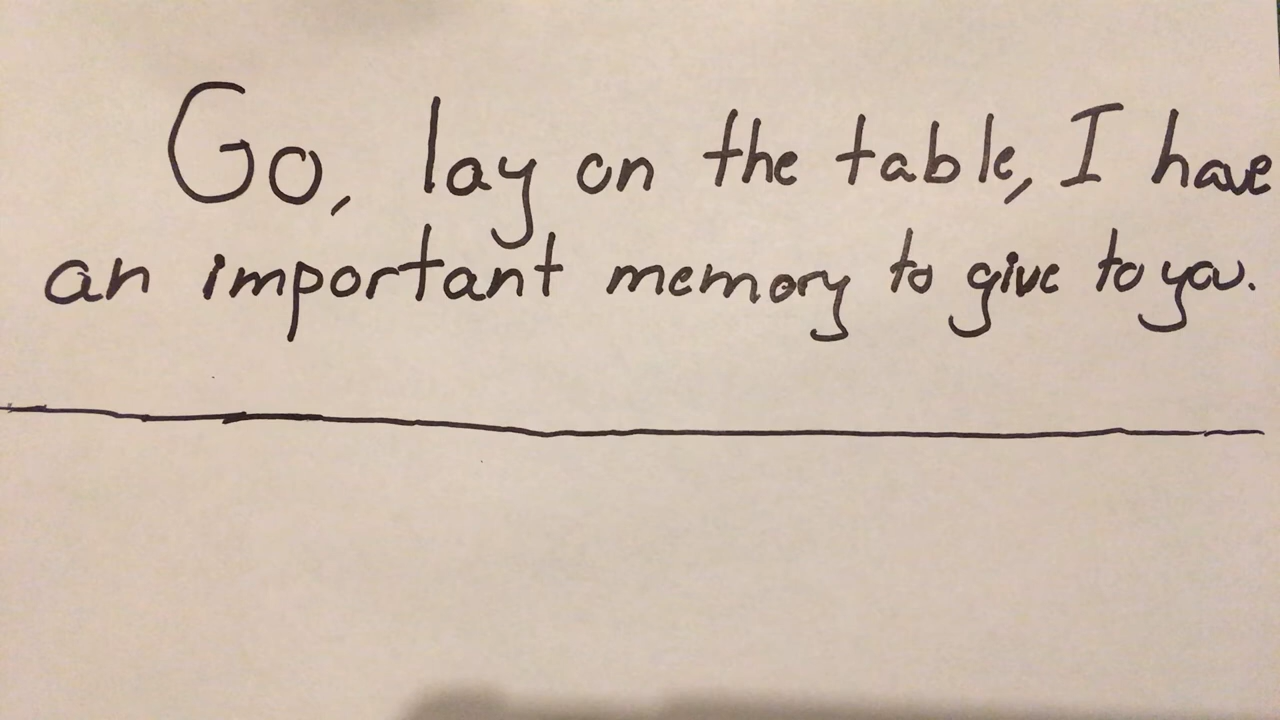 Go, lay on the table, I have
an important memory to give to you.